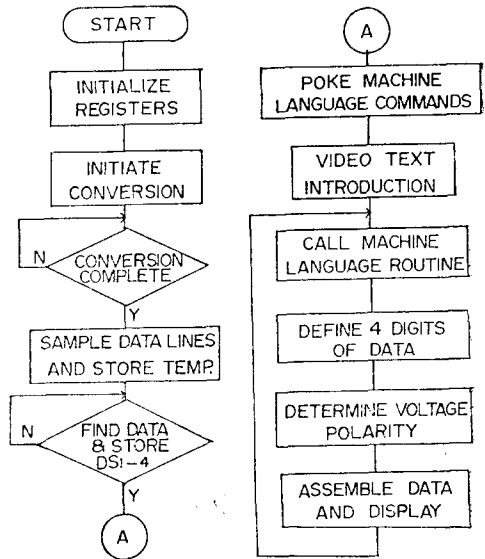 START
INITIALIZE
REGISTERS
INITIATE
CONVERSION
N
CONVERSION
COMPLETE
Y
SAMPLE DATA LINES
AND STORE TEMP.
N
FIND DATA
& STORE
DS1-4
Y
A
A
POKE MACHINE
LANGUAGE COMMANDS
VIDEO TEXT
INTRODUCTION
CALL MACHINE
LANGUAGE ROUTINE
DEFINE 4 DIGITS
OF DATA
DETERMINE VOLTAGE
POLARITY
ASSEMBLE DATA
AND DISPLAY